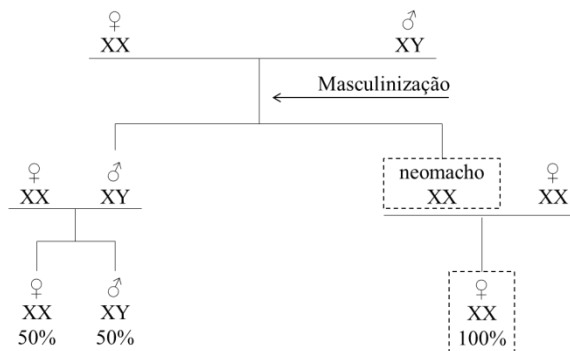 ♀ ♂
XX XY
Masculinização
♀ ♂ neomacho ♀
XX XY XX XX
♀ ♂ ♀
XX XY XX
50% 50% 100%